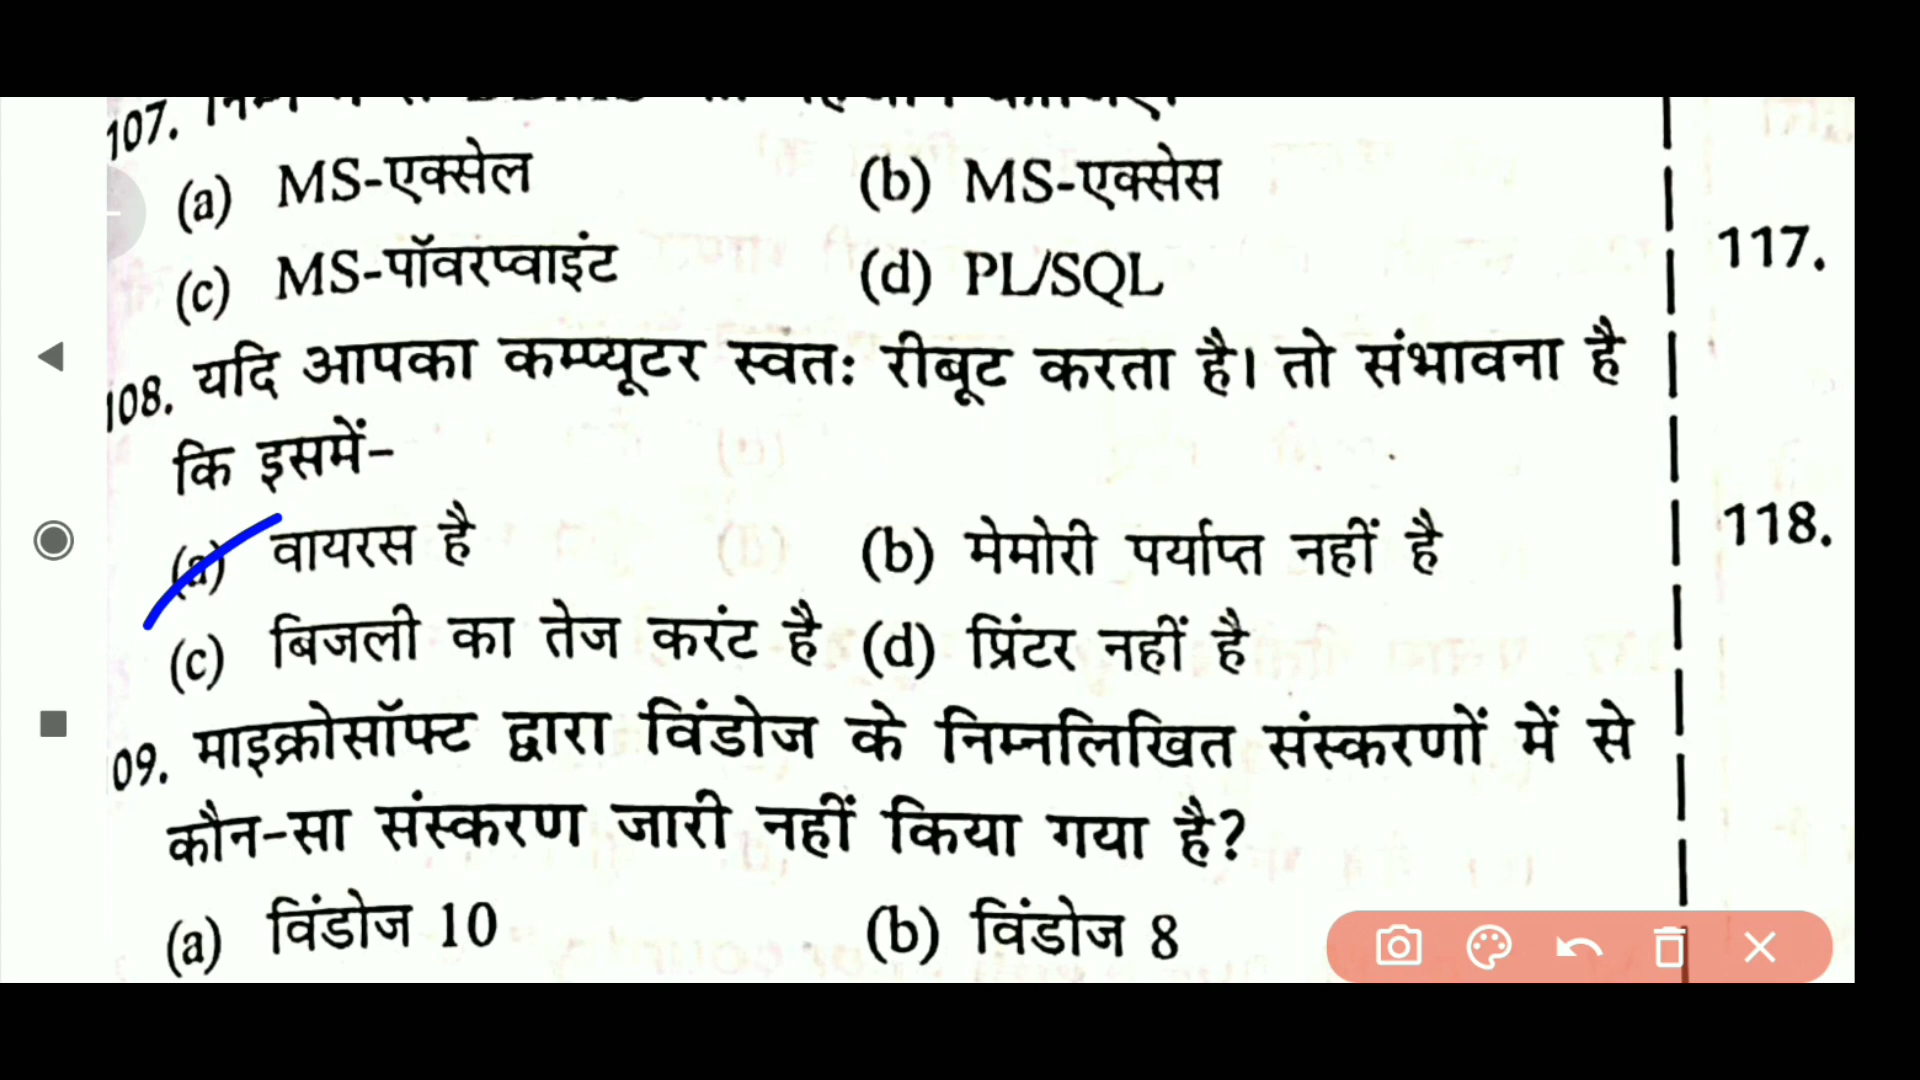 107.
(a) MS-एक्सेल (b) MS-एक्सेस
(c) MS-पॉवरप्वाइंट (d) PL/SQL
108. यदि आपका कम्प्यूटर स्वतः रीबूट करता है। तो संभावना है
कि इसमें-
(a) वायरस है (b) मेमोरी पर्याप्त नहीं है
(c) बिजली का तेज करंट है (d) प्रिंटर नहीं है
09. माइक्रोसॉफ्ट द्वारा विंडोज के निम्नलिखित संस्करणों में से
कौन-सा संस्करण जारी नहीं किया गया है?
(a) विंडोज 10 (b) विंडोज 8
117.
118.